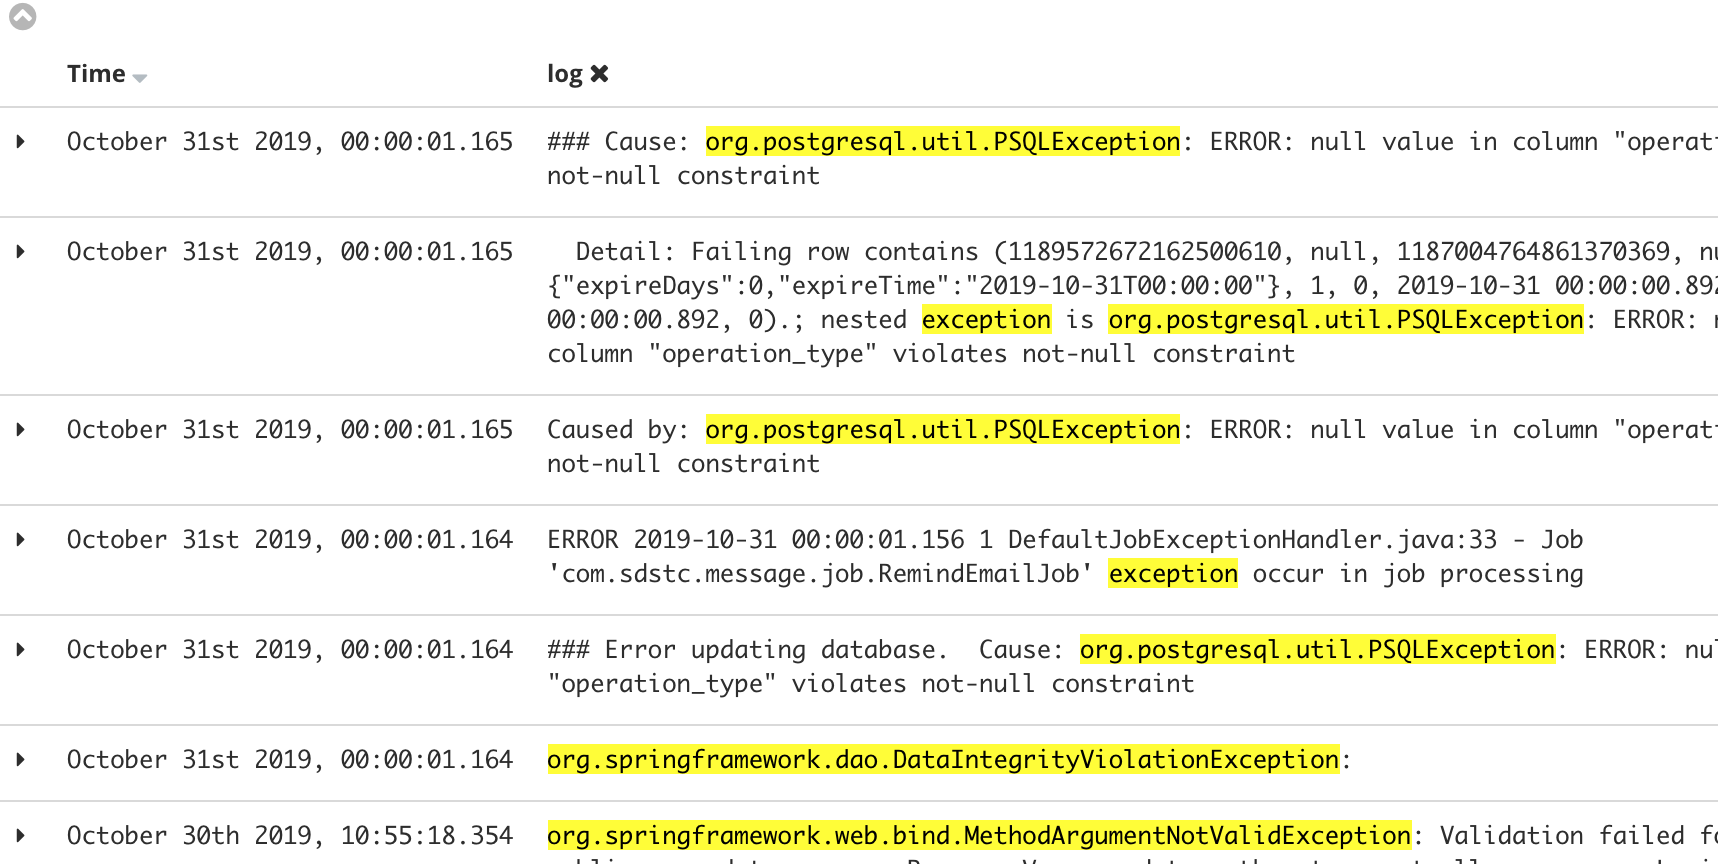 Time log
October 31st 2019, 00:00:01.165 ### Cause: org.postgresql.util.PSQLException: ERROR: null value in column
not-null constraint
October 31st 2019, 00:00:01.165 Detail: Failing row contains (1189572672162500610, null, 1187004764861370369,
{"expireDays":0,"expireTime":"2019-10-31T00:00:00"}, 1, 0, 2019-10-31 00:00:00.892
00:00:00.892, 0).; nested exception is org.postgresql.util.PSQLException: ERROR:
column "operation_type" violates not-null constraint
October 31st 2019, 00:00:01.165 Caused by: org.postgresql.util.PSQLException: ERROR: null value in column
not-null constraint
October 31st 2019, 00:00:01.164 ERROR 2019-10-31 00:00:01.156 1 DefaultJobExceptionHandler.java:33 - Job
'com.sdstc.message.job.RemindEmailJob' exception occur in job processing
October 31st 2019, 00:00:01.164 ### Error updating database.  Cause: org.postgresql.util.PSQLException: ERROR:
"operation_type" violates not-null constraint
October 31st 2019, 00:00:01.164 org.springframework.dao.DataIntegrityViolationException:
October 30th 2019, 10:55:18.354 org.springframework.web.bind.MethodArgumentNotValidException: Validation failed